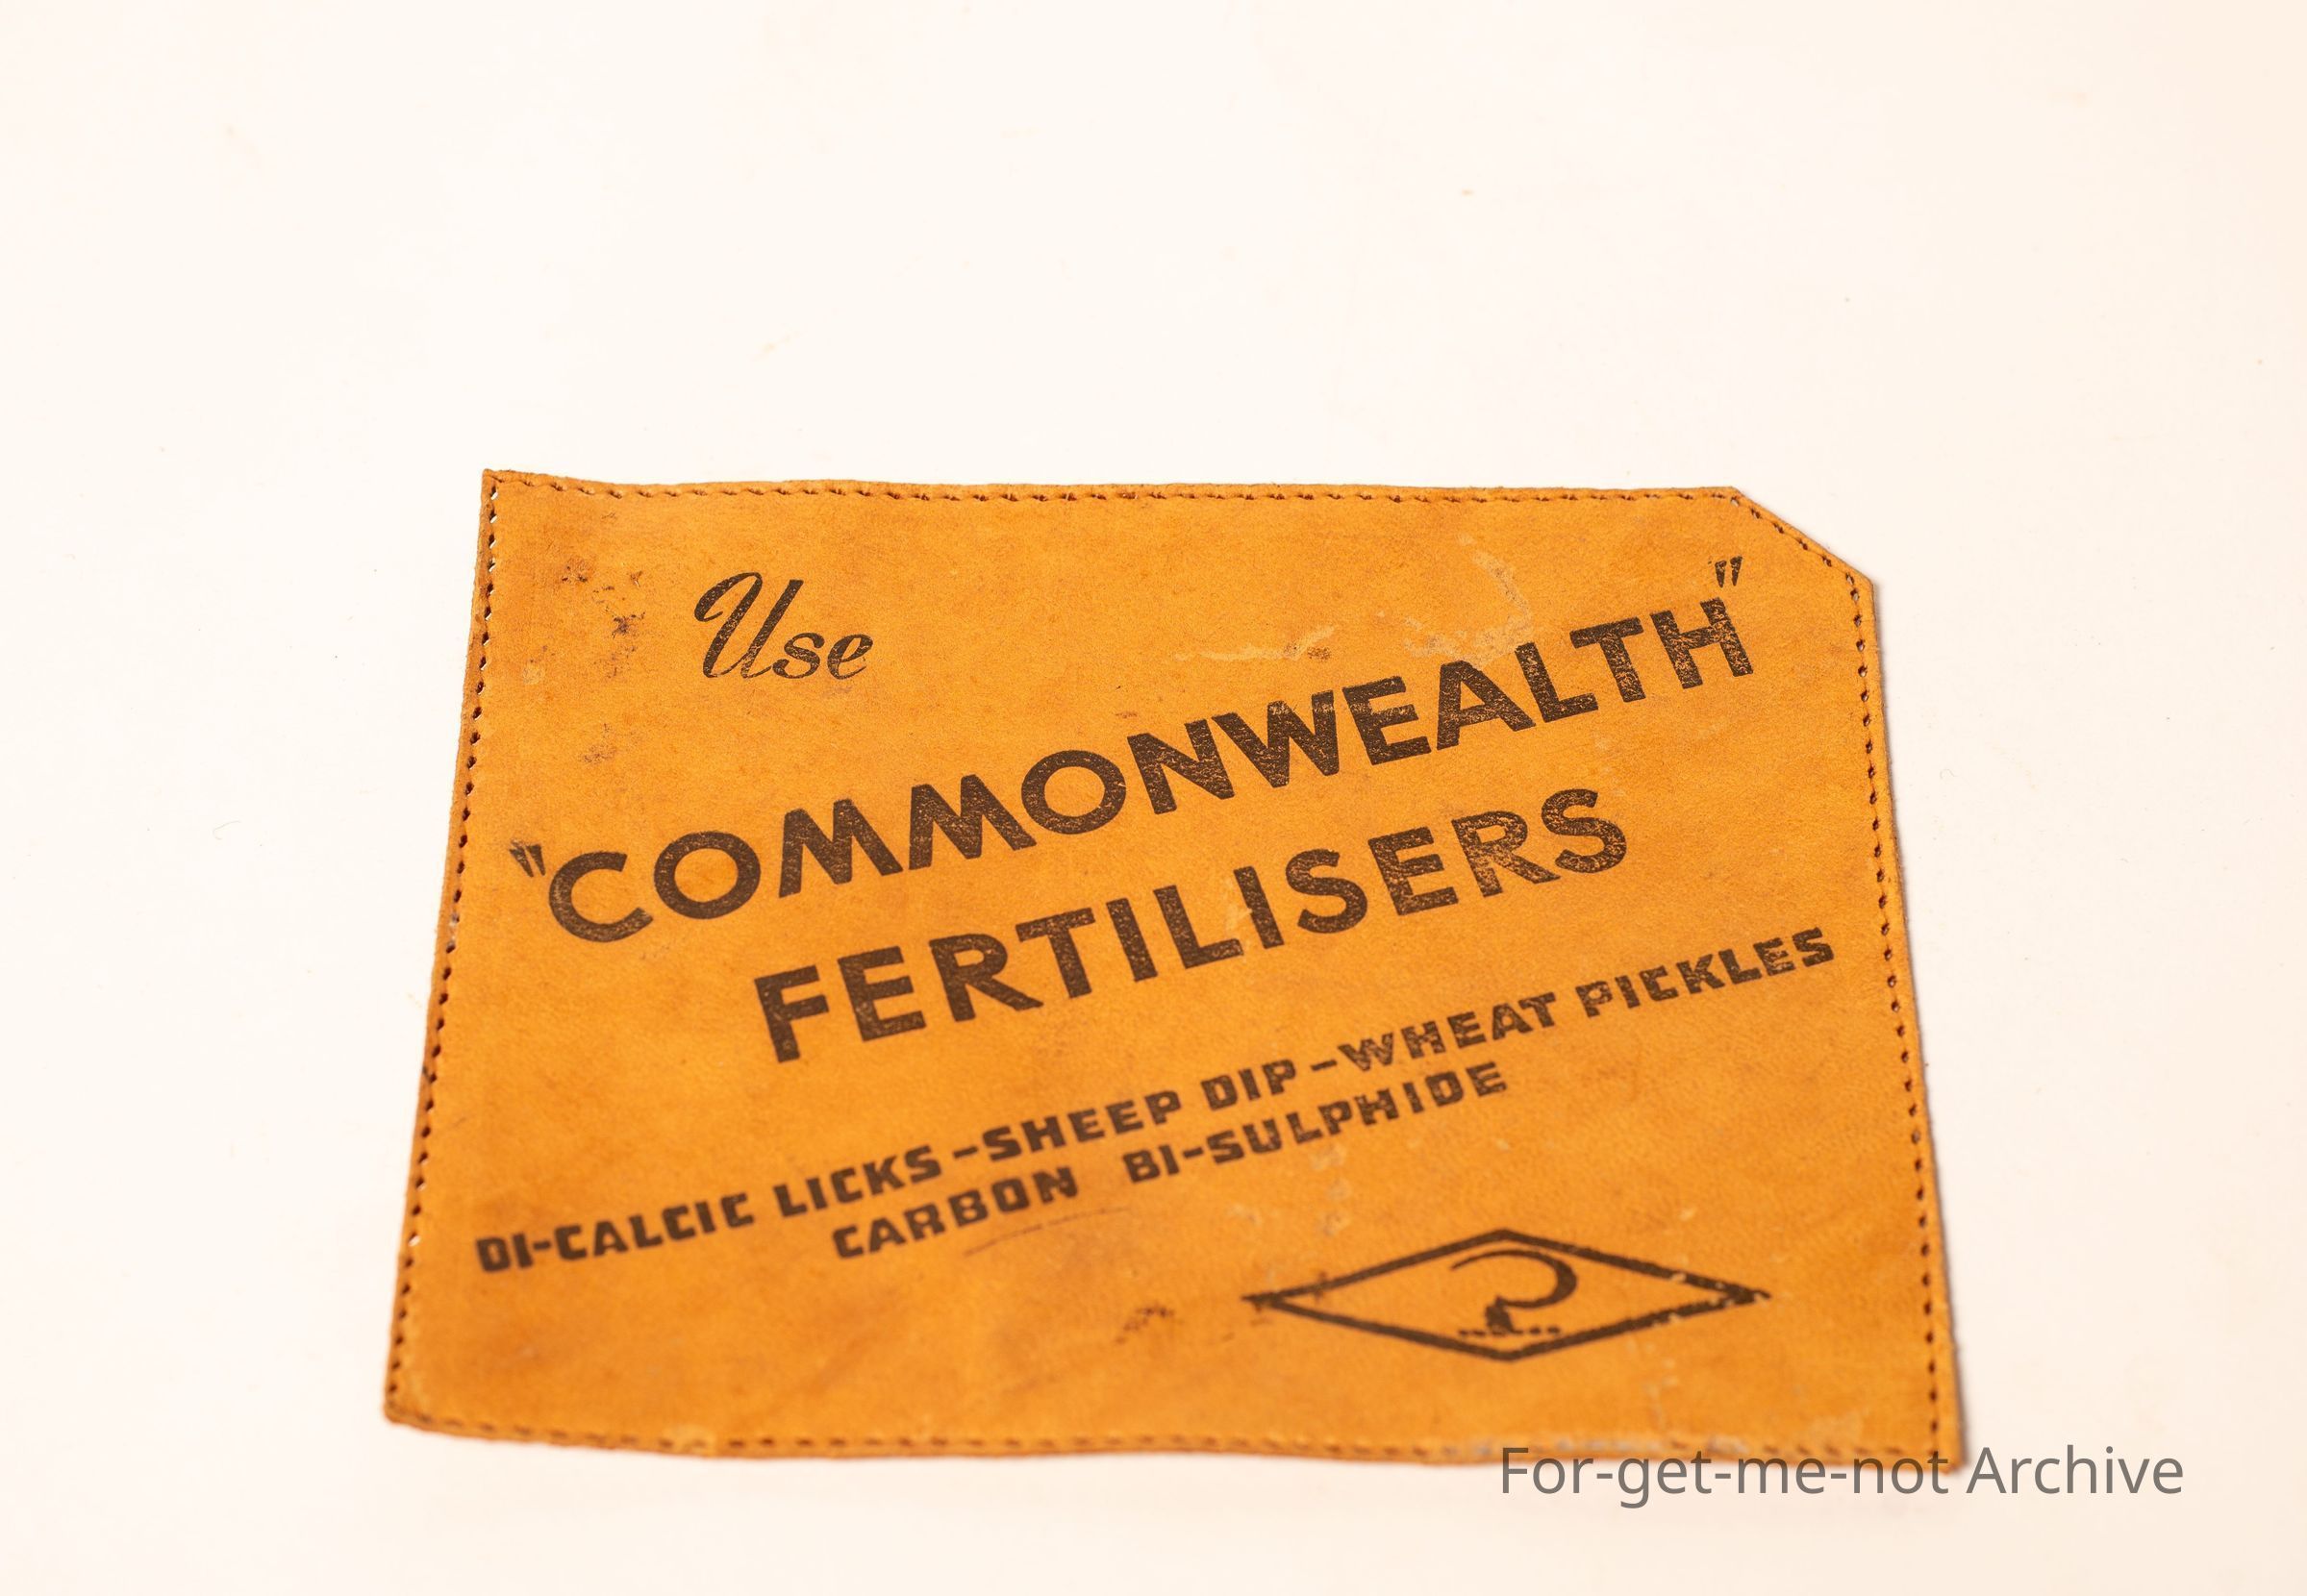 Use
"COMMONWEALTH"
FERTILISERS
DI-CALCIC LICKS-SHEEP DIP-WHEAT PICKLES
CARBON BI-SULPHIDE
For-get-me-not Archive